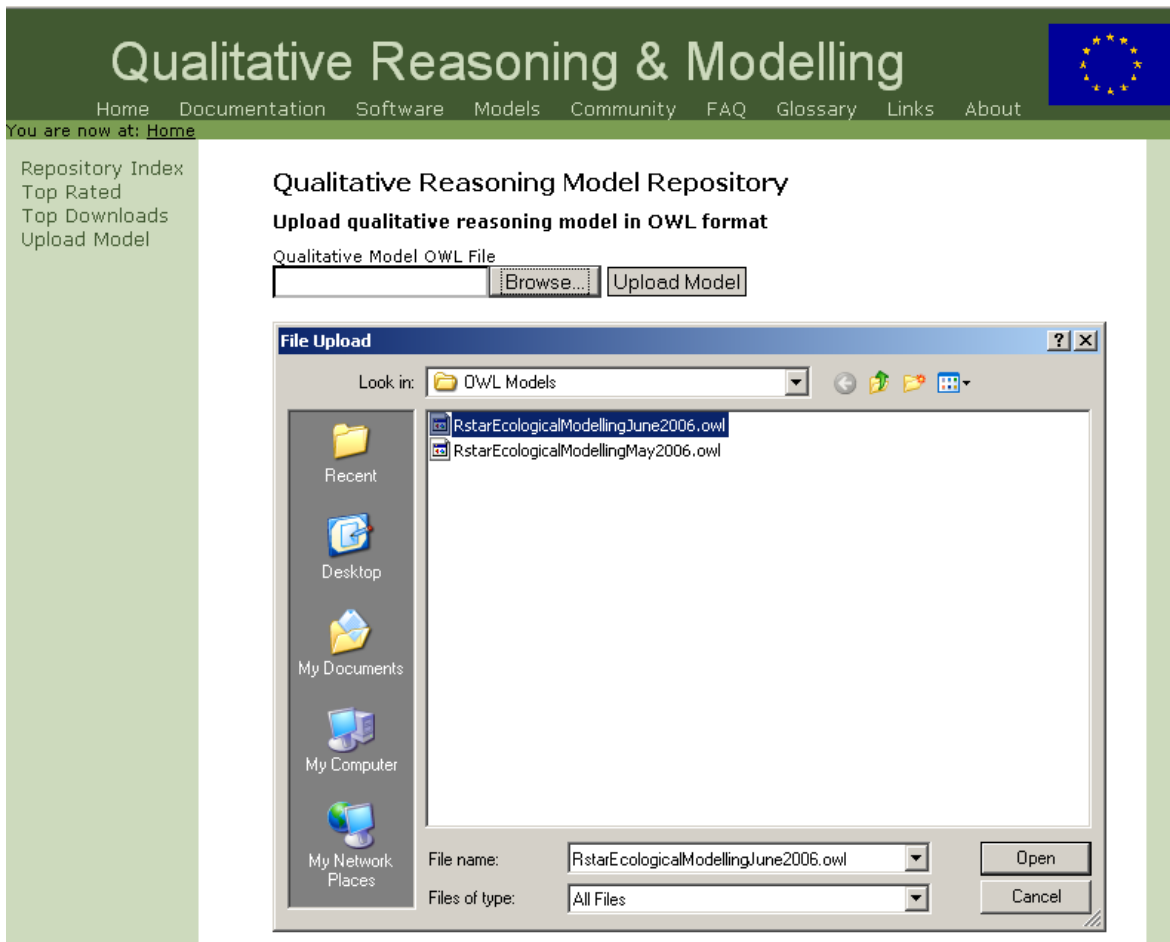 Qualitative Reasoning & Modelling
Home Documentation Software Models Community FAQ Glossary Links About
You are now at: Home
Repository Index
Top Rated
Top Downloads
Upload Model
Qualitative Reasoning Model Repository
Upload qualitative reasoning model in OWL format
Qualitative Model OWL File
Browse... Upload Model
File Upload
Look in: OWL Models
RstarEcologicalModellingJune2006.owl
RstarEcologicalModellingMay2006.owl
Recent
Desktop
My Documents
My Computer
My Network
Places
File name: RstarEcologicalModellingJune2006.owl Open
Files of type: All Files Cancel